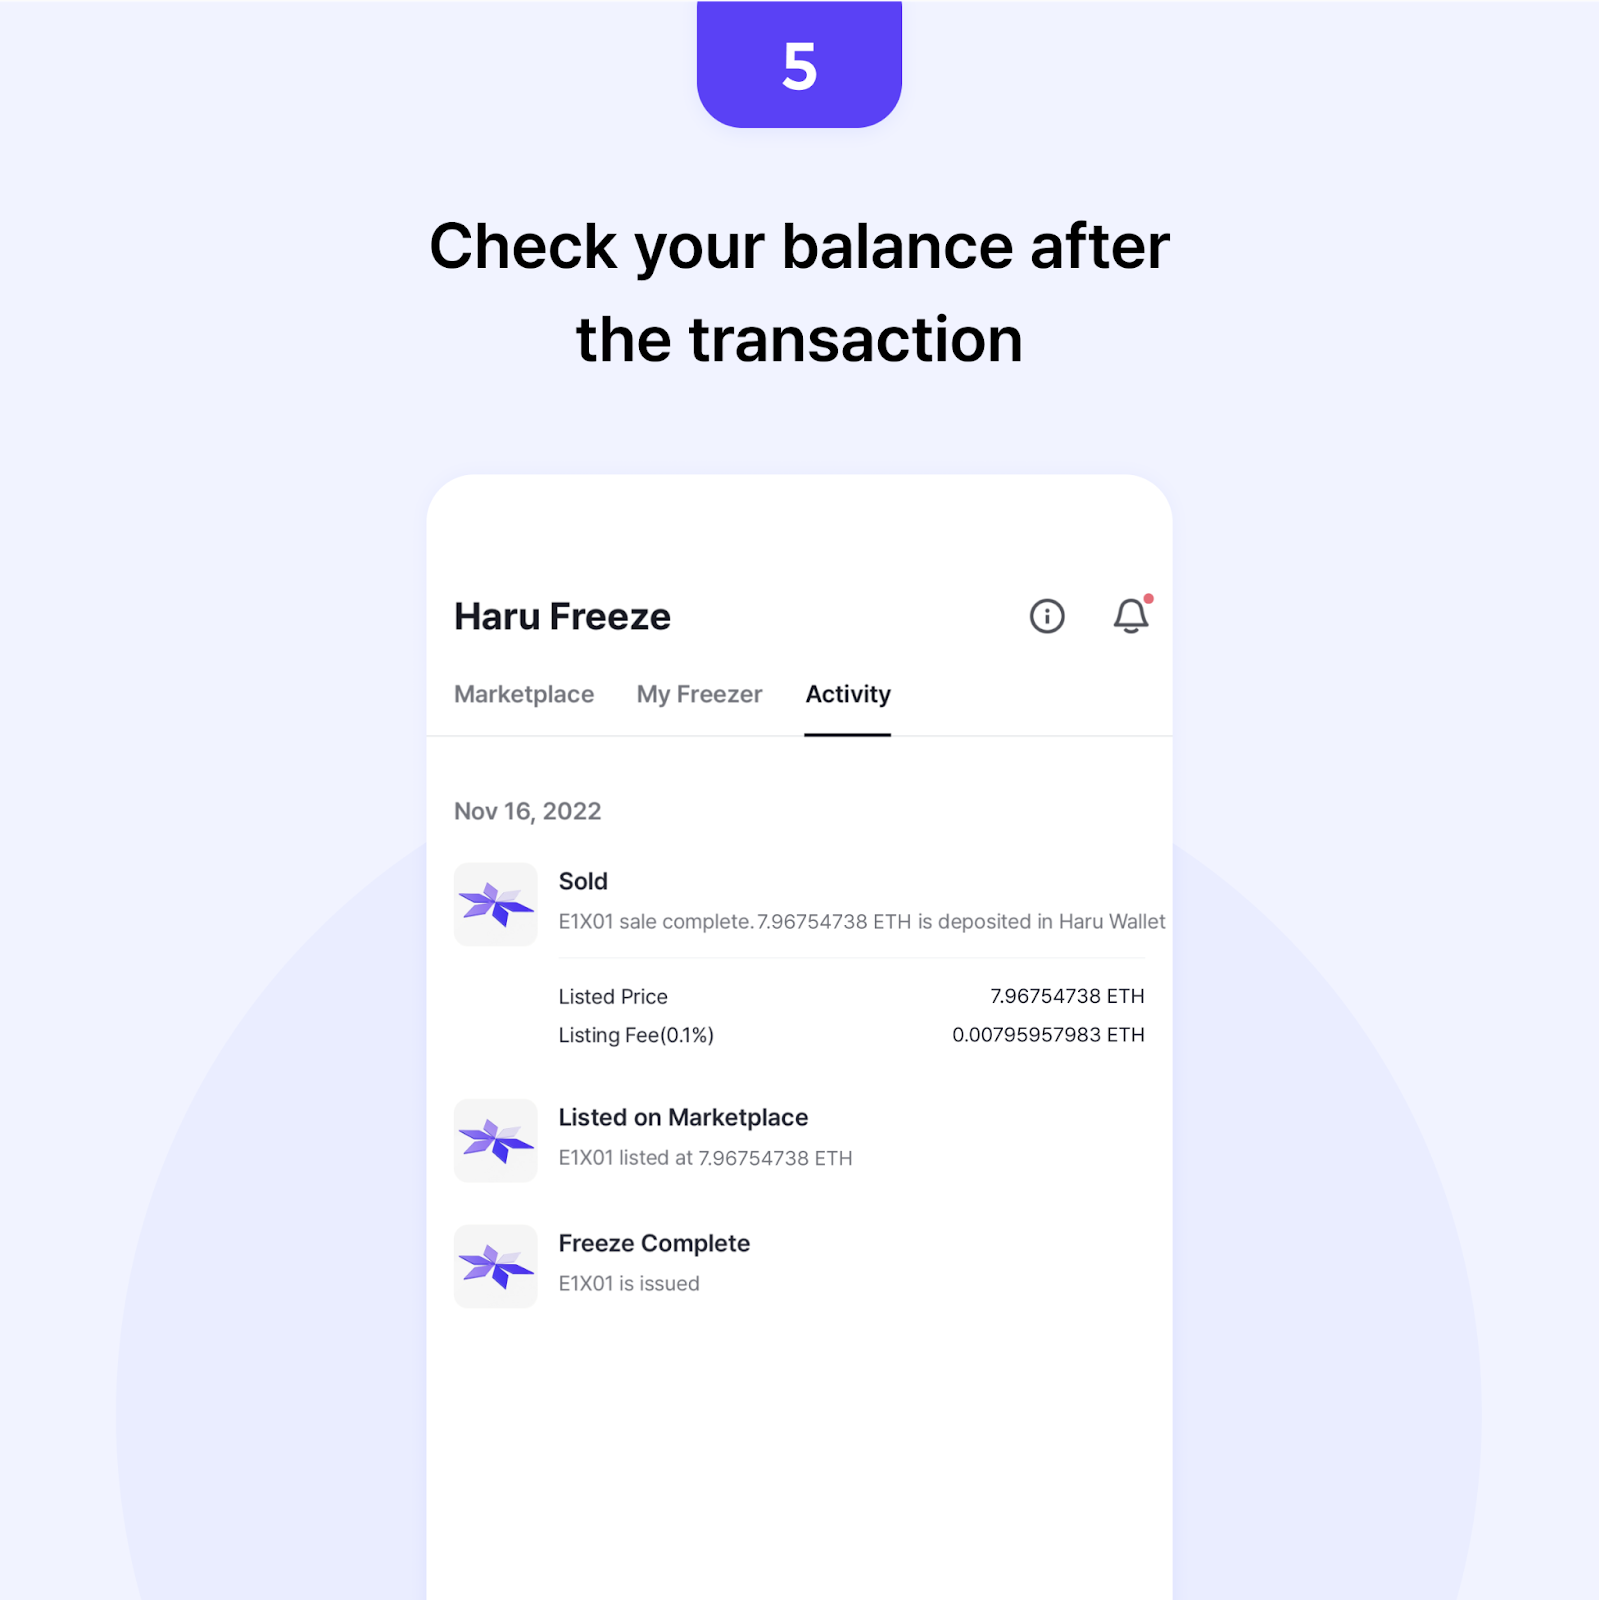 5
Check your balance after
the transaction
Haru Freeze
Marketplace My Freezer Activity
Nov 16, 2022
Sold
E1X01 sale complete. 7.96754738 ETH is deposited in Haru Wallet
Listed Price 7.96754738 ETH
Listing Fee(0.1%) 0.00795957983 ETH
Listed on Marketplace
E1X01 listed at 7.96754738 ETH
Freeze Complete
E1X01 is issued